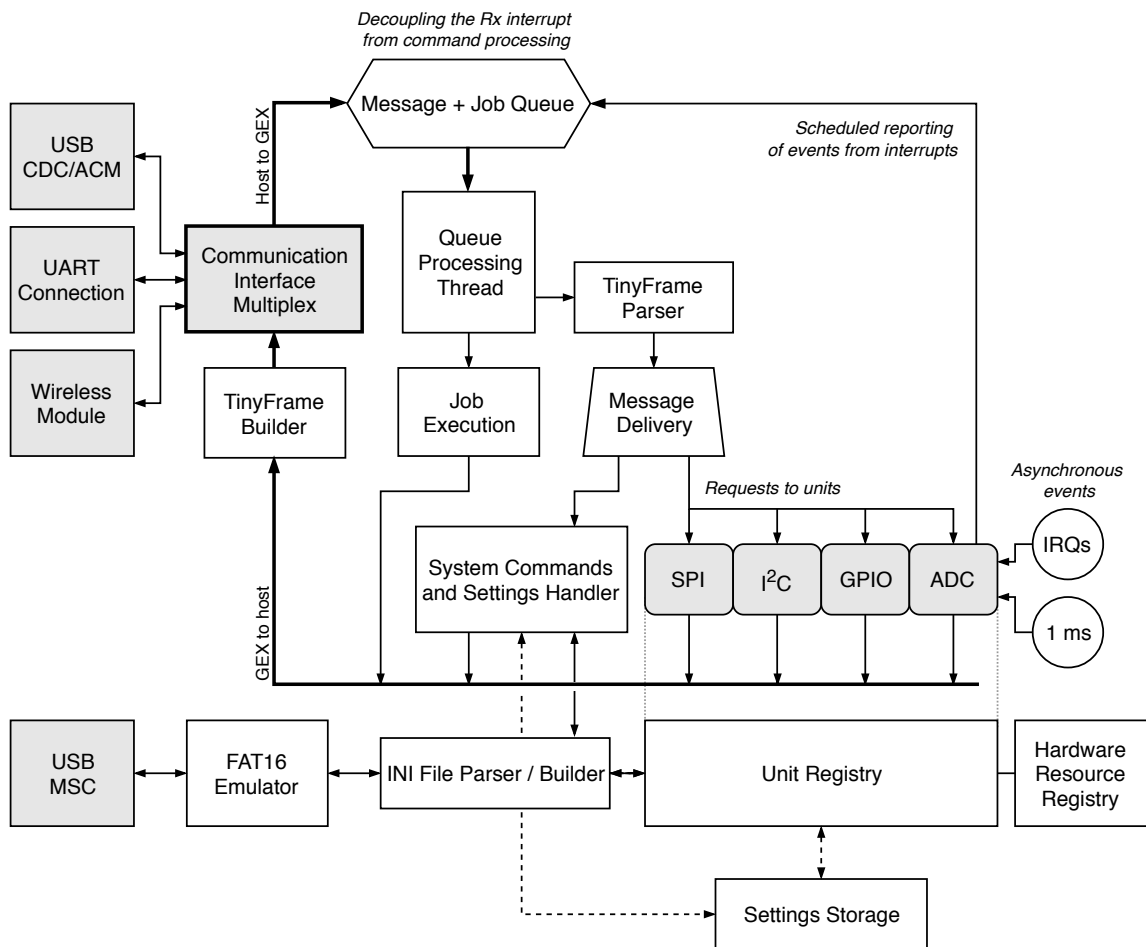 Decoupling the Rx interrupt
from command processing
Message + Job Queue
Scheduled reporting
of events from interrupts
USB
CDC/ACM
Host to GEX
UART
Connection
Communication
Interface
Multiplex
Queue
Processing
Thread
TinyFrame
Parser
Wireless
Module
TinyFrame
Builder
Job
Execution
Message
Delivery
Requests to units
Asynchronous
events
IRQs
System Commands
and Settings Handler
SPI
I²C
GPIO
ADC
1 ms
GEX to host
USB
MSC
FAT16
Emulator
INI File Parser / Builder
Unit Registry
Hardware
Resource
Registry
Settings Storage